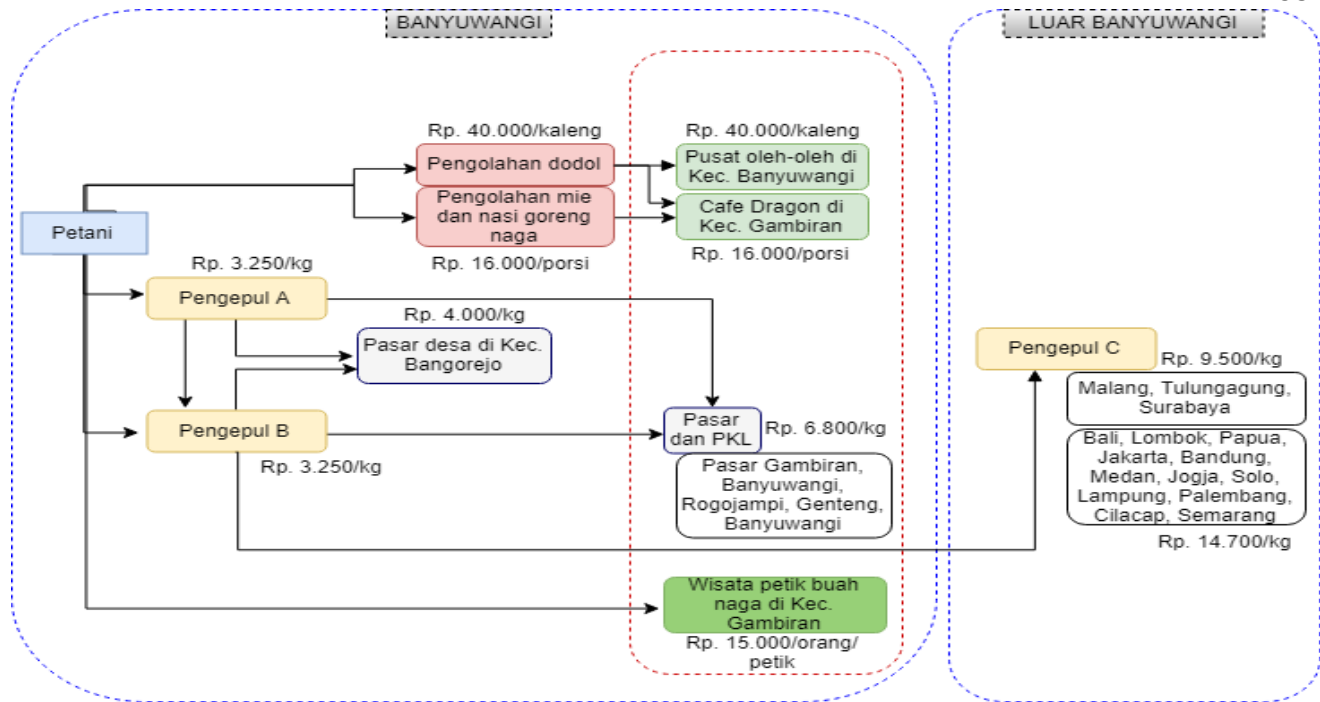 BANYUWANGI
LUAR BANYUWANGI
Rp. 40.000/kaleng
Rp. 40.000/kaleng
Pengolahan dodol
Pusat oleh-oleh di
Kec. Banyuwangi
Pengolahan mie
dan nasi goreng
naga
Cafe Dragon di
Kec. Gambiran
Petani
Rp. 16.000/porsi
Rp. 16.000/porsi
Rp. 3.250/kg
Pengepul A
Rp. 4.000/kg
Pasar desa di Kec.
Bangorejo
Pengepul C
Rp. 9.500/kg
Malang, Tulungagung,
Surabaya
Pengepul B
Rp. 3.250/kg
Pasar
dan PKL
Rp. 6.800/kg
Pasar Gambiran,
Banyuwangi,
Rogojampi, Genteng,
Banyuwangi
Bali, Lombok, Papua,
Jakarta, Bandung,
Medan, Jogja, Solo,
Lampung, Palembang,
Cilacap, Semarang
Rp. 14.700/kg
Wisata petik buah
naga di Kec.
Gambiran
Rp. 15.000/orang/
petik